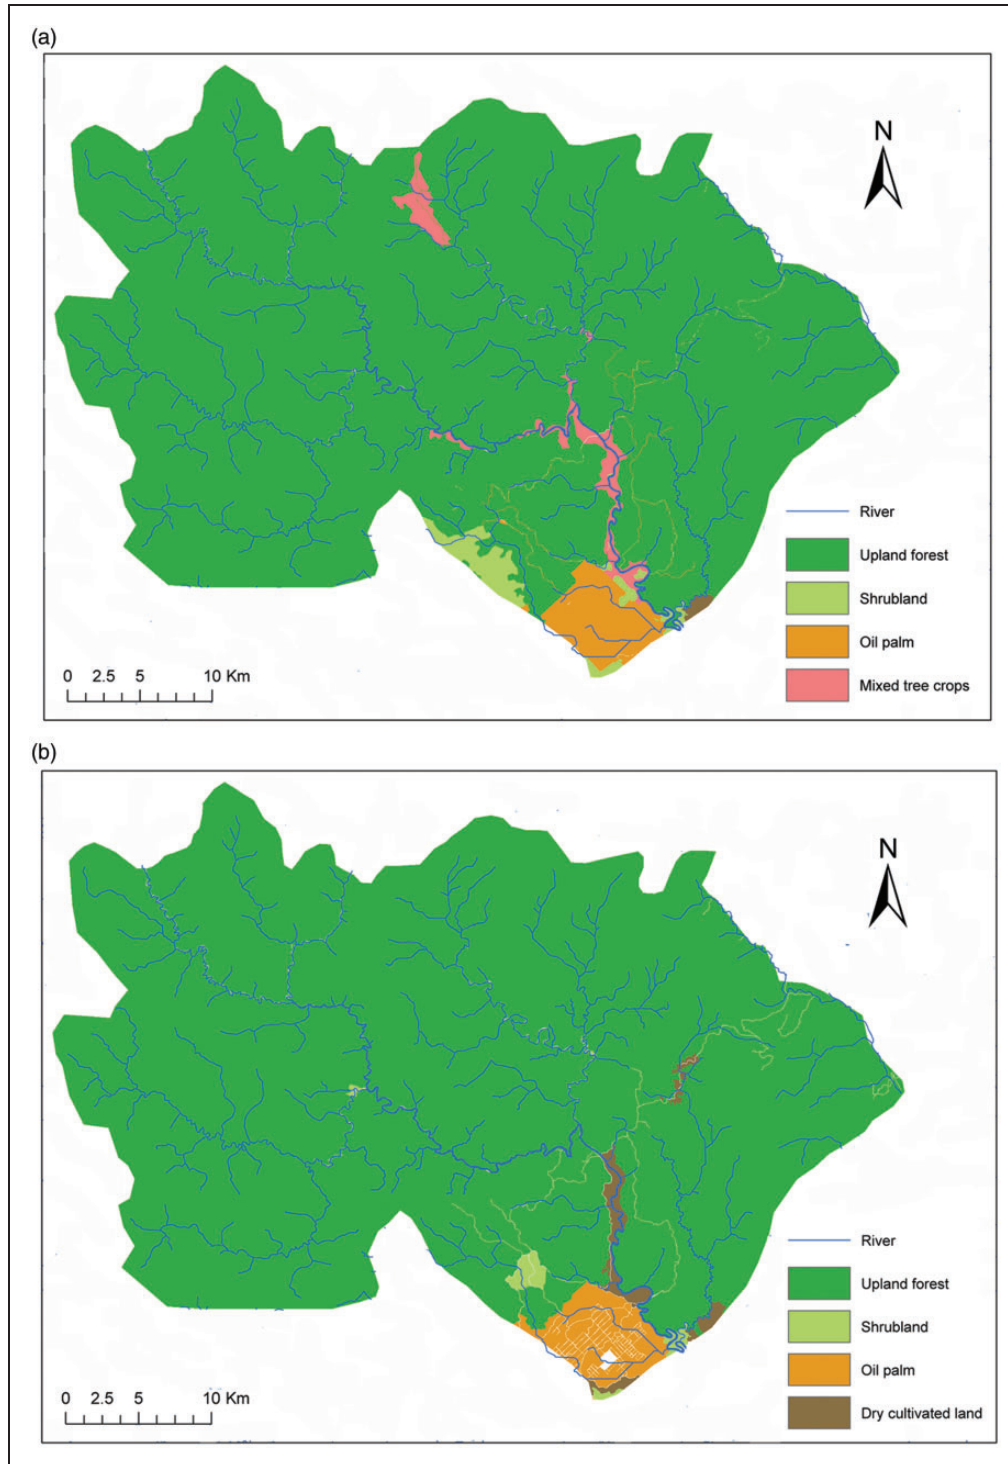 (a)
N
River
Upland forest
Shrubland
Oil palm
Mixed tree crops
0 2.5 5 10 Km
(b)
N
River
Upland forest
Shrubland
Oil palm
Dry cultivated land
0 2.5 5 10 Km